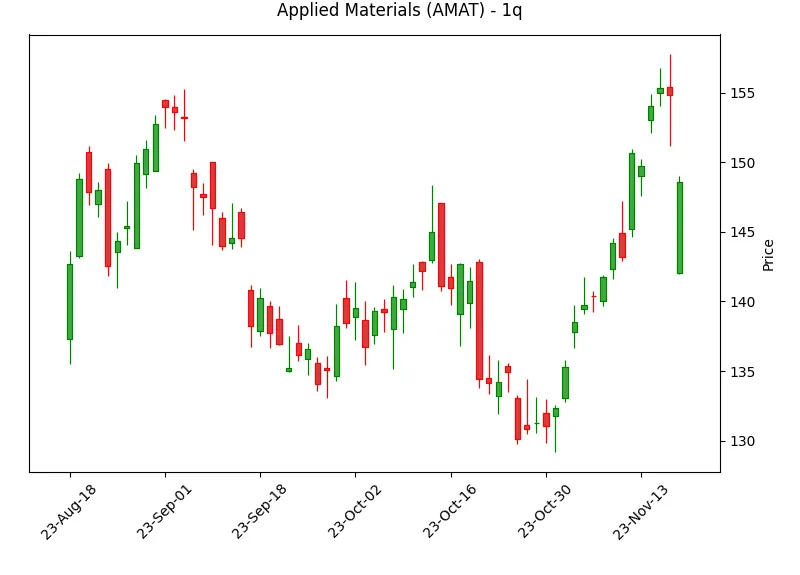 Applied Materials (AMAT) - 1q
155
150
145
140
135
130
Price
23-Aug-18
23-Sep-01
23-Sep-18
23-Oct-02
23-Oct-16
23-Oct-30
23-Nov-13